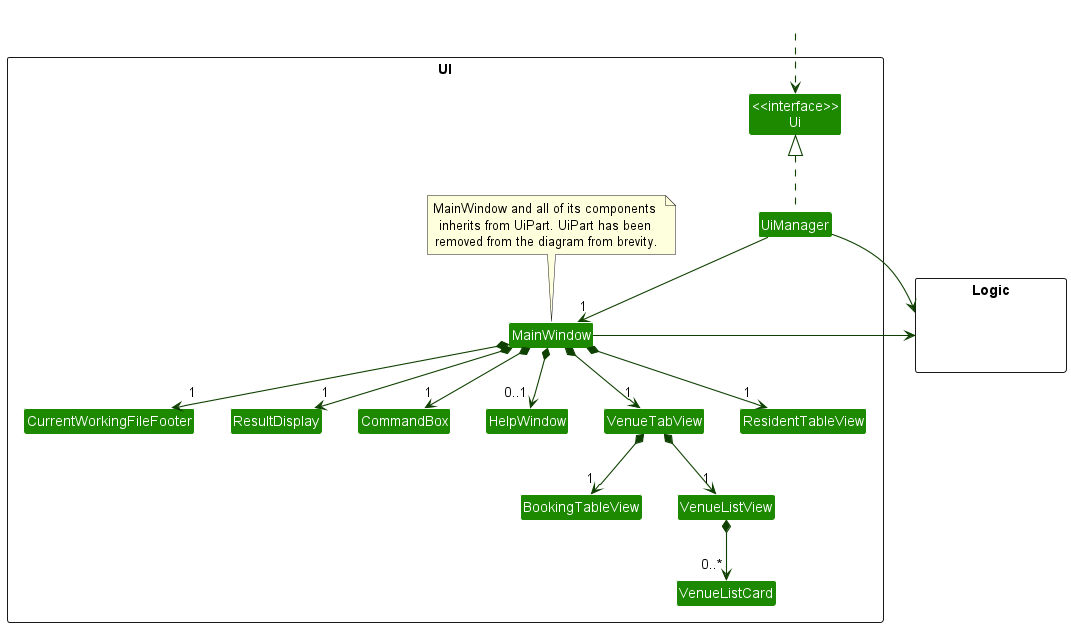 UI
<<interface>>
Ui
MainWindow and all of its components
inherits from UiPart. UiPart has been
removed from the diagram from brevity.
UiManager
Logic
1
MainWindow
1
1
1
0..1
1
1
CurrentWorkingFileFooter
ResultDisplay
CommandBox
HelpWindow
VenueTabView
ResidentTableView
1
1
BookingTableView
VenueListView
0..*
VenueListCard